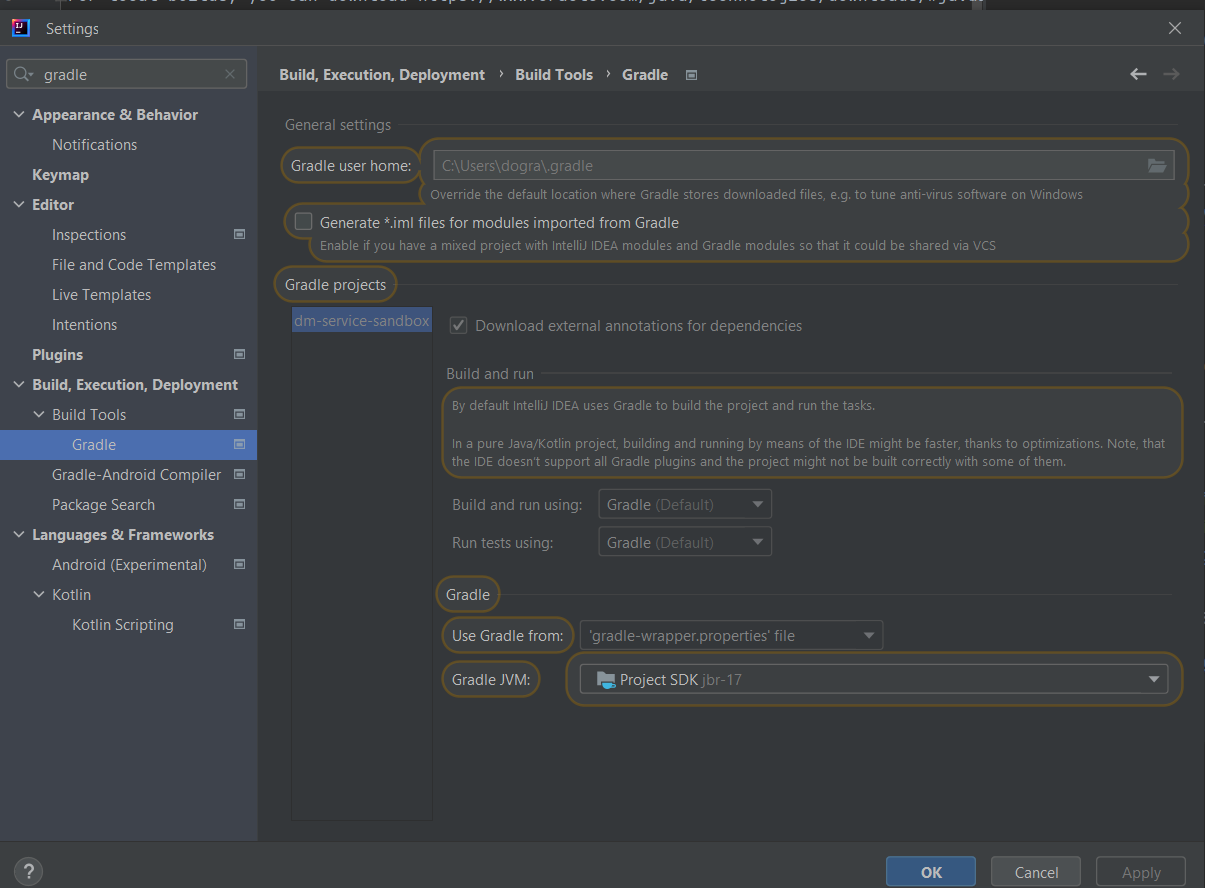 Settings
gradle
Appearance & Behavior
Notifications
Keymap
Editor
Inspections
File and Code Templates
Live Templates
Intentions
Plugins
Build, Execution, Deployment
Build Tools
Gradle
Gradle-Android Compiler
Package Search
Languages & Frameworks
Android (Experimental)
Kotlin
Kotlin Scripting
Build, Execution, Deployment › Build Tools › Gradle
General settings
Gradle user home: C:\Users\dogra\.gradle
Override the default location where Gradle stores downloaded files, e.g. to tune anti-virus software on Windows
Generate *.iml files for modules imported from Gradle
Enable if you have a mixed project with IntelliJ IDEA modules and Gradle modules so that it could be shared via VCS
Gradle projects
dm-service-sandbox
Download external annotations for dependencies
Build and run
By default IntelliJ IDEA uses Gradle to build the project and run the tasks.
In a pure Java/Kotlin project, building and running by means of the IDE might be faster, thanks to optimizations. Note, that
the IDE doesn't support all Gradle plugins and the project might not be built correctly with some of them.
Build and run using: Gradle (Default)
Run tests using: Gradle (Default)
Gradle
Use Gradle from: 'gradle-wrapper.properties' file
Gradle JVM: Project SDK jbr-17
? OK Cancel Apply